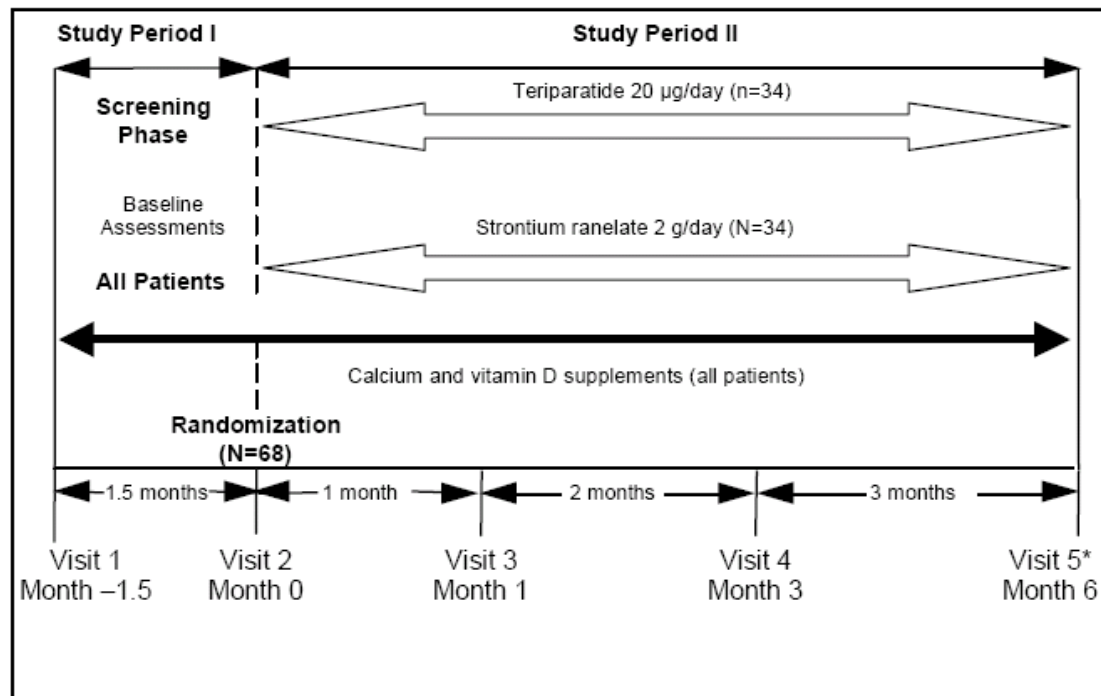 Study Period I
Study Period II
Teriparatide 20 µg/day (n=34)
Screening
Phase
Baseline
Assessments
Strontium ranelate 2 g/day (N=34)
All Patients
Calcium and vitamin D supplements (all patients)
Randomization
(N=68)
1.5 months
1 month
2 months
3 months
Visit 1
Month –1.5
Visit 2
Month 0
Visit 3
Month 1
Visit 4
Month 3
Visit 5*
Month 6